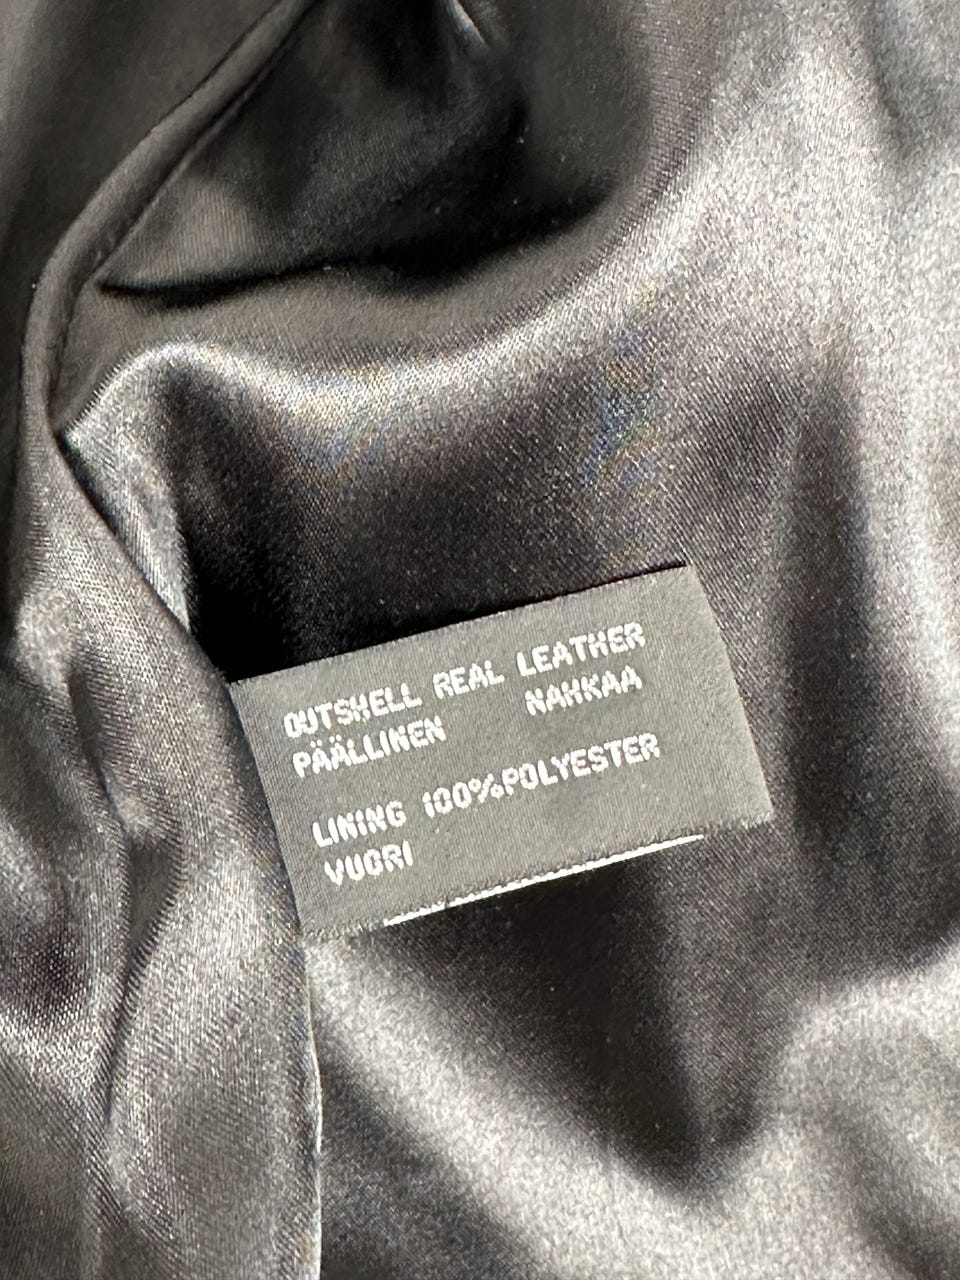 OUTSHELL REAL LEATHER
PÄÄLLINEN NAHKAA
LINING 100%POLYESTER
VUORI